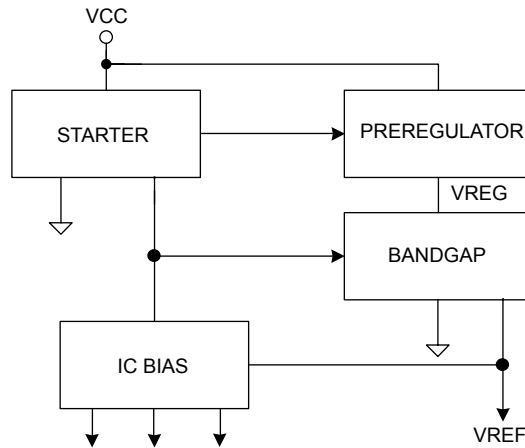 VCC
STARTER
PREREGULATOR
VREG
BANDGAP
IC BIAS
VREF